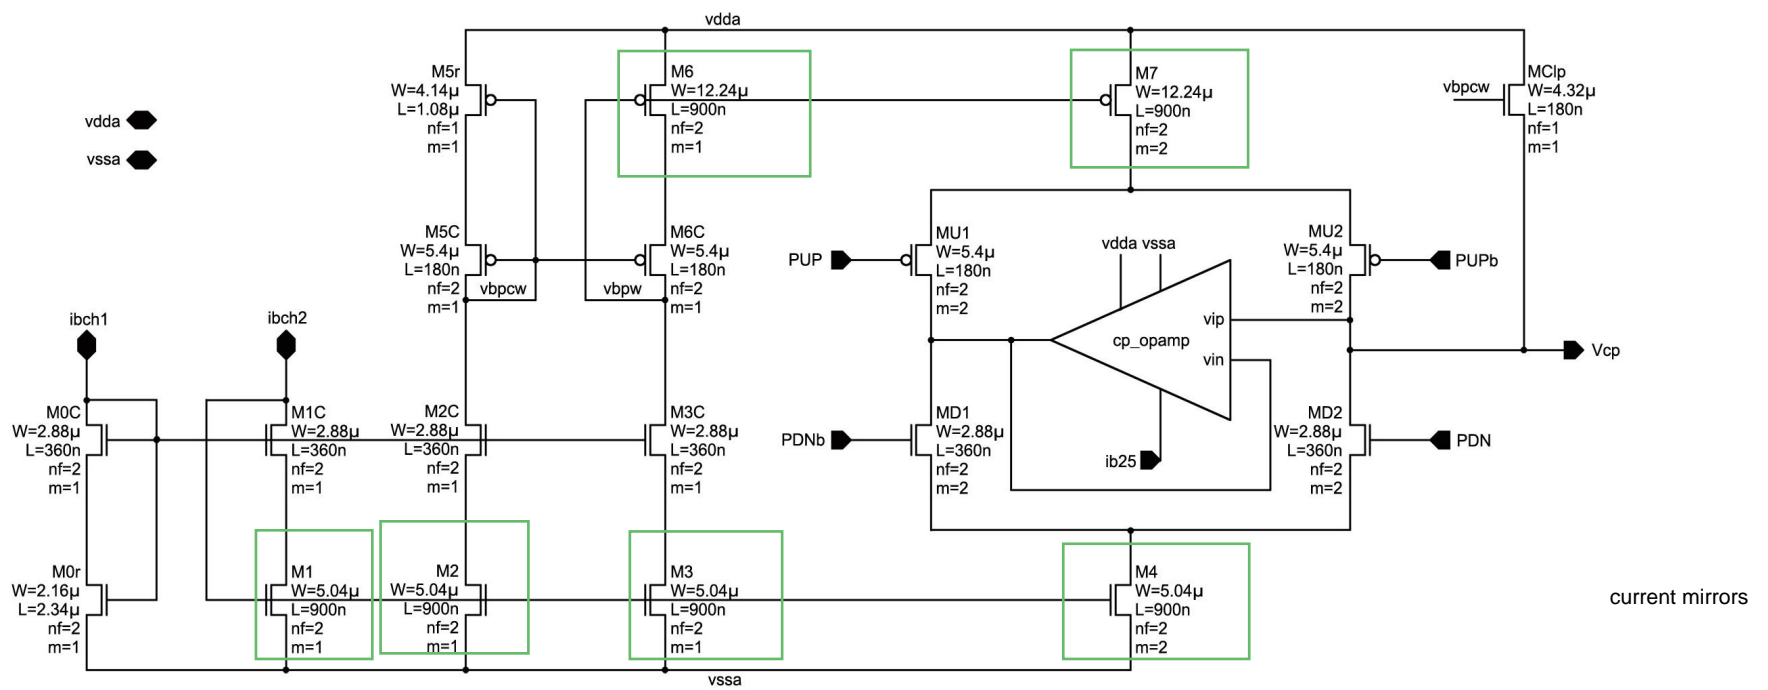 vdda
M5r
W=4.14µ
L=1.08µ
nf=1
m=1
M6
W=12.24µ
L=900n
nf=2
m=1
M7
W=12.24µ
L=900n
nf=2
m=2
MClp
vbpcw
W=4.32µ
L=180n
nf=1
m=1
vdda
vssa
M5C
W=5.4µ
L=180n
nf=2
m=1
vbpcw
M6C
W=5.4µ
L=180n
nf=2
m=1
vbpw
PUP
MU1
W=5.4µ
L=180n
nf=2
m=2
vdda vssa
vip
cp_opamp
vin
ib25
MU2
W=5.4µ
L=180n
nf=2
m=2
PUPb
Vcp
ibch1
ibch2
M0C
W=2.88µ
L=360n
nf=2
m=1
M1C
W=2.88µ
L=360n
nf=2
m=1
M2C
W=2.88µ
L=360n
nf=2
m=1
M3C
W=2.88µ
L=360n
nf=2
m=1
PDNb
MD1
W=2.88µ
L=360n
nf=2
m=2
MD2
W=2.88µ
L=360n
nf=2
m=2
PDN
M0r
W=2.16µ
L=2.34µ
nf=2
m=1
M1
W=5.04µ
L=900n
nf=2
m=1
M2
W=5.04µ
L=900n
nf=2
m=1
M3
W=5.04µ
L=900n
nf=2
m=1
M4
W=5.04µ
L=900n
nf=2
m=2
current mirrors
vssa